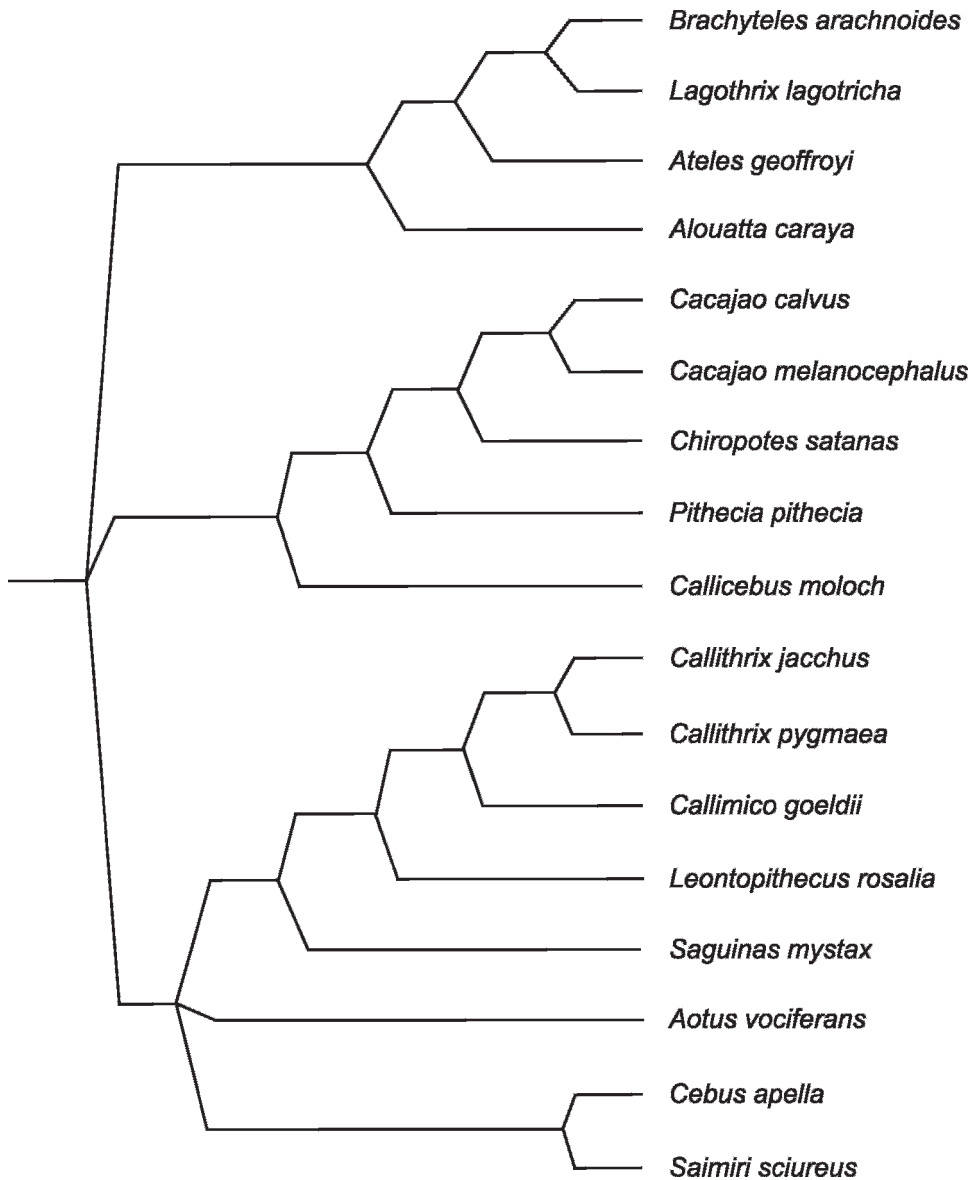 Brachyteles arachnoides
Lagothrix lagotricha
Ateles geoffroyi
Alouatta caraya
Cacajao calvus
Cacajao melanocephalus
Chiropotes satanas
Pithecia pithecia
Callicebus moloch
Callithrix jacchus
Callithrix pygmaea
Callimico goeldii
Leontopithecus rosalia
Saguinas mystax
Aotus vociferans
Cebus apella
Saimiri sciureus